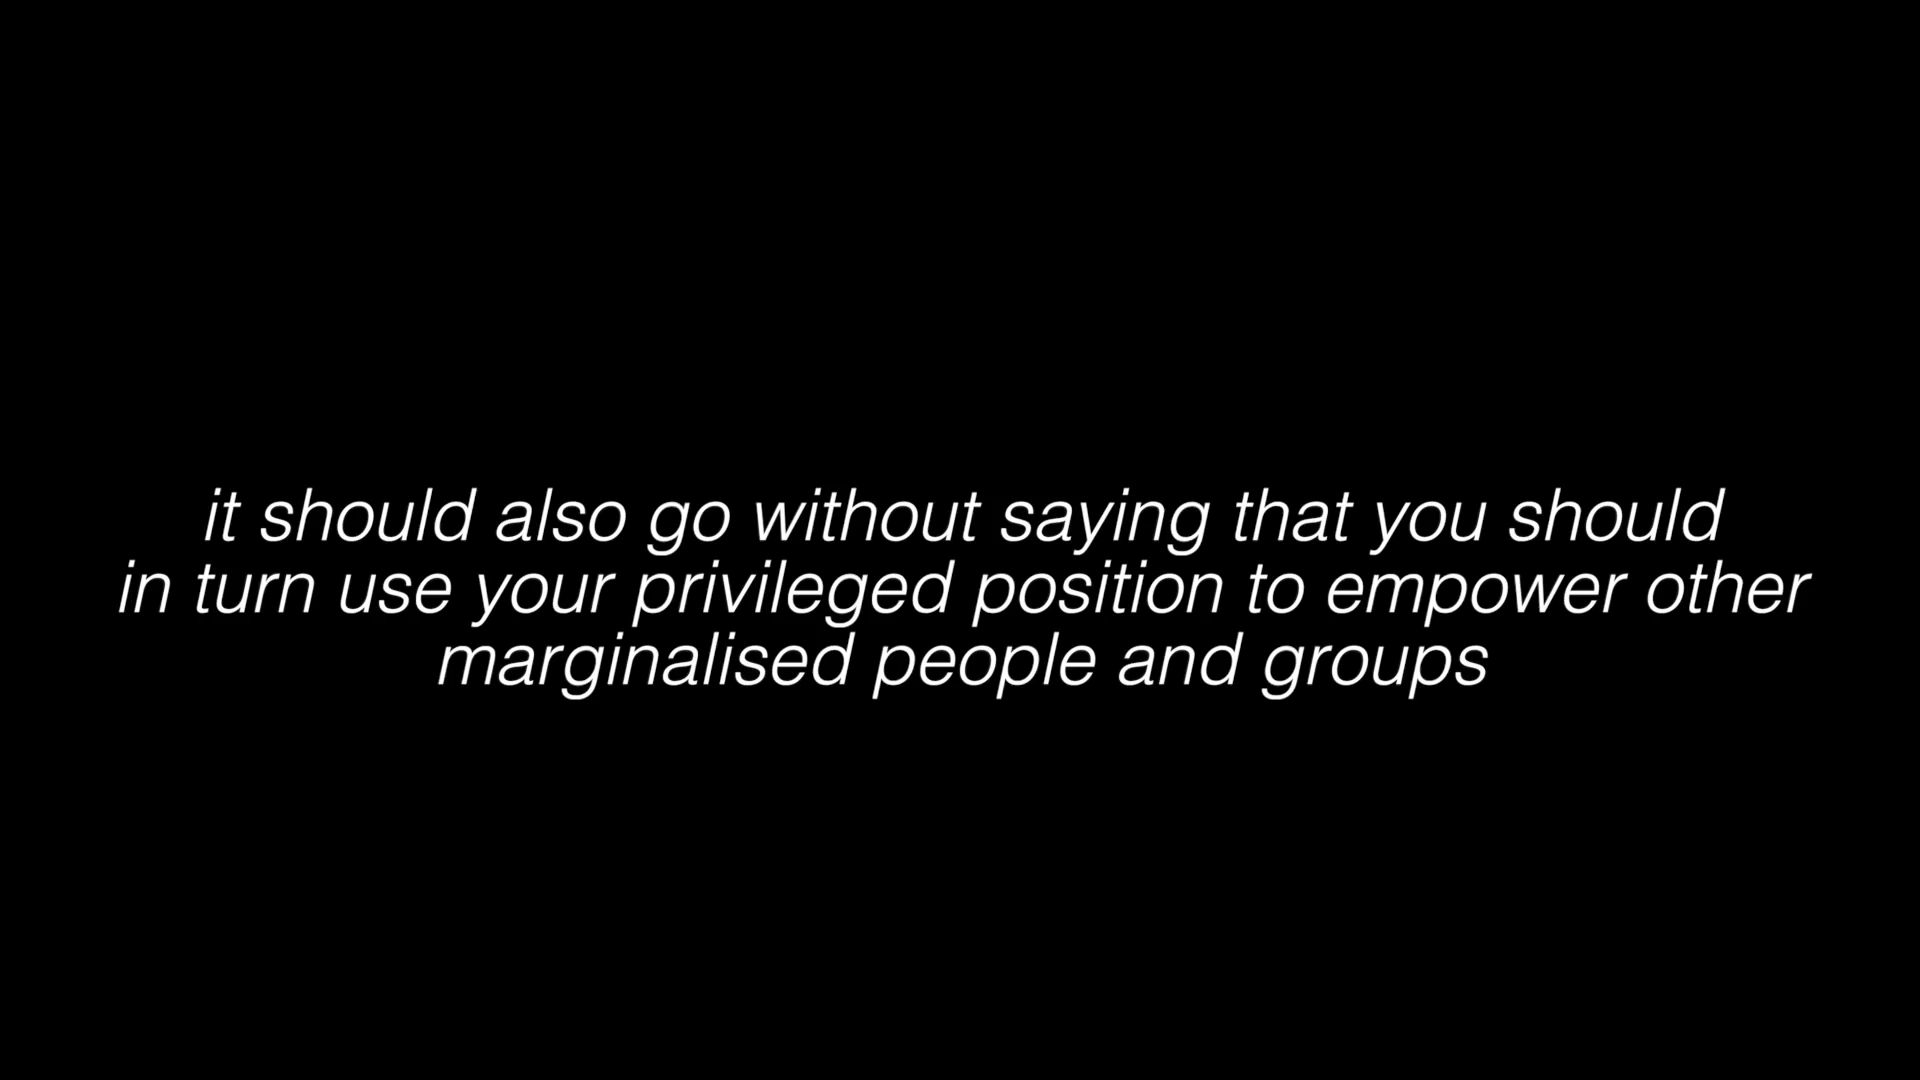 it should also go without saying that you should
in turn use your privileged position to empower other
marginalised people and groups